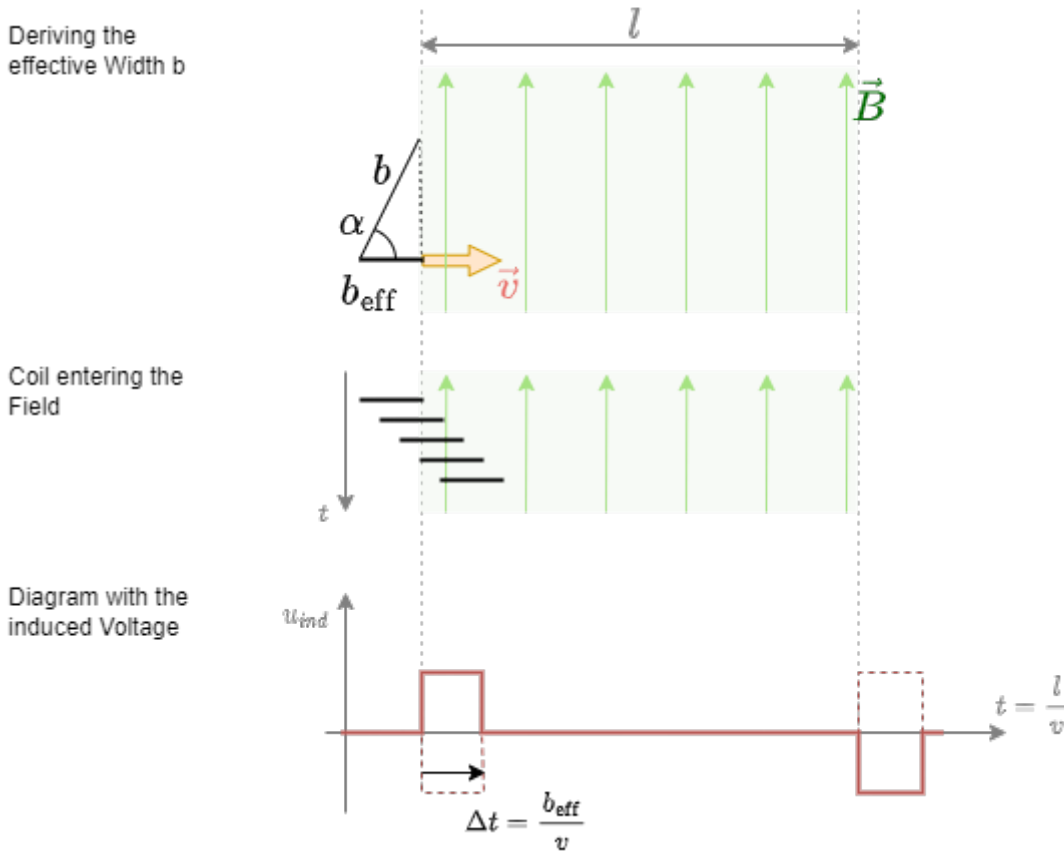 Deriving the
effective Width b
l
B
b
α
b_eff
v
Coil entering the
Field
t
Diagram with the
induced Voltage
u_ind
t = l/v
Δt = b_eff/v